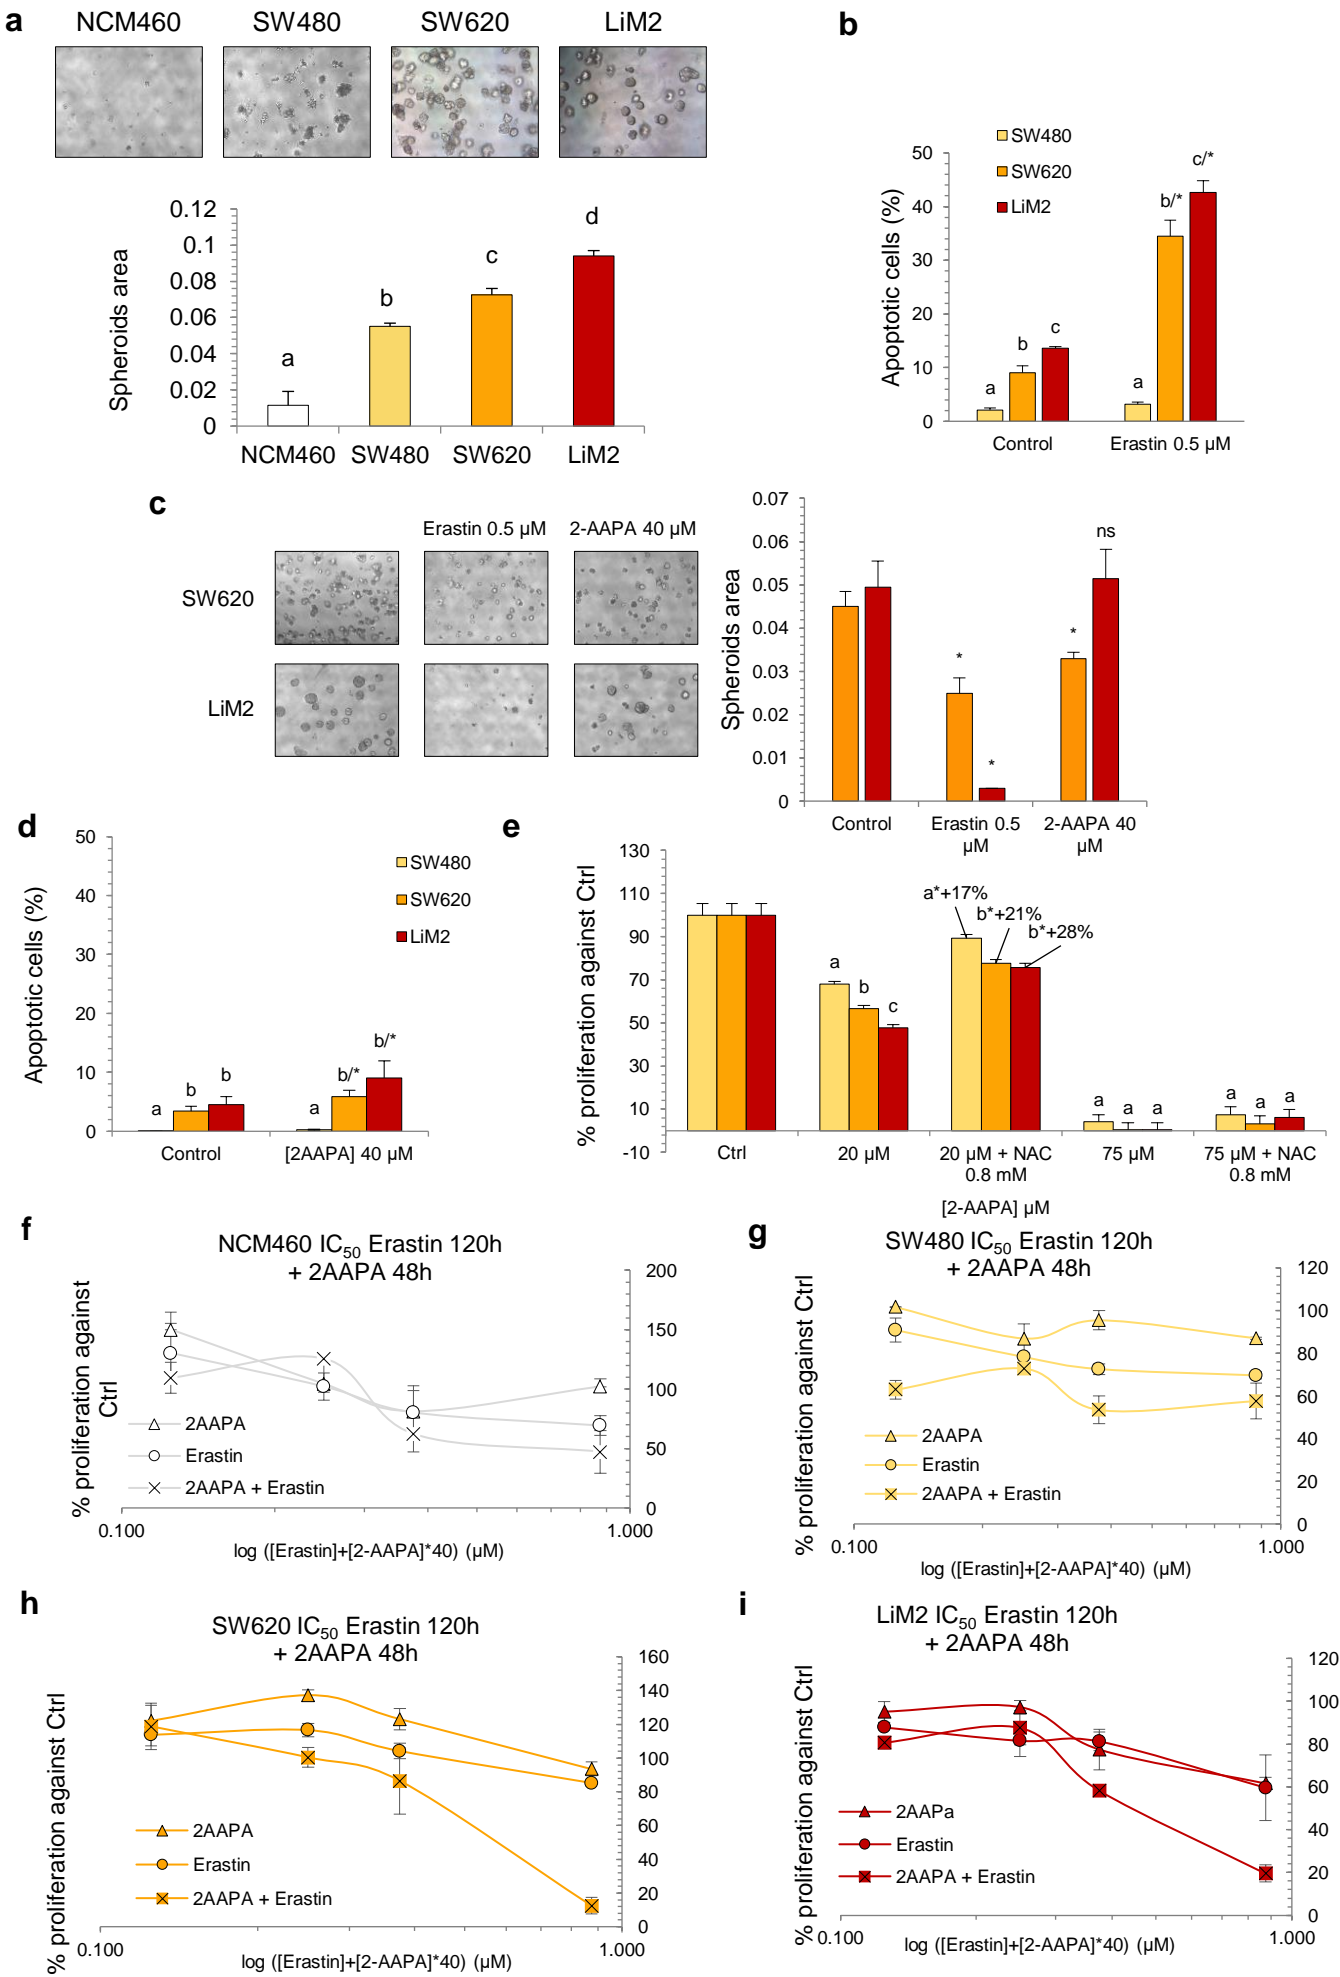 a
NCM460
SW480
SW620
LiM2
Spheroids area
0.12
0.1
0.08
0.06
0.04
0.02
0
a
b
c
d
NCM460
SW480
SW620
LiM2
b
Apoptotic cells (%)
50
40
30
20
10
0
SW480
SW620
LiM2
a
b
c
a
b/*
c/*
Control
Erastin 0.5 µM
c
Erastin 0.5 µM
2-AAPA 40 µM
SW620
LiM2
Spheroids area
0.07
0.06
0.05
0.04
0.03
0.02
0.01
0
*
*
*
ns
Control
Erastin 0.5
µM
2-AAPA 40
µM
d
Apoptotic cells (%)
50
40
30
20
10
0
SW480
SW620
LiM2
a
b
b
a
b/*
b/*
Control
[2AAPA] 40 µM
e
% proliferation against Ctrl
130
110
90
70
50
30
10
-10
a
b
c
a*+17%
b*+21%
b*+28%
a
a
a
a
a
a
Ctrl
20 µM
20 µM + NAC
0.8 mM
75 µM
75 µM + NAC
0.8 mM
[2-AAPA] µM
f
NCM460 IC50 Erastin 120h
+ 2AAPA 48h
% proliferation against
Ctrl
200
150
100
50
0
2AAPA
Erastin
2AAPA + Erastin
0.100
1.000
log ([Erastin]+[2-AAPA]*40) (µM)
g
SW480 IC50 Erastin 120h
+ 2AAPA 48h
% proliferation against Ctrl
120
100
80
60
40
20
0
2AAPA
Erastin
2AAPA + Erastin
0.100
1.000
log ([Erastin]+[2-AAPA]*40) (µM)
h
SW620 IC50 Erastin 120h
+ 2AAPA 48h
% proliferation against Ctrl
160
140
120
100
80
60
40
20
0
2AAPA
Erastin
2AAPA + Erastin
0.100
1.000
log ([Erastin]+[2-AAPA]*40) (µM)
i
LiM2 IC50 Erastin 120h
+ 2AAPA 48h
% proliferation against Ctrl
120
100
80
60
40
20
0
2AAPa
Erastin
2AAPA + Erastin
0.100
1.000
log ([Erastin]+[2-AAPA]*40) (µM)